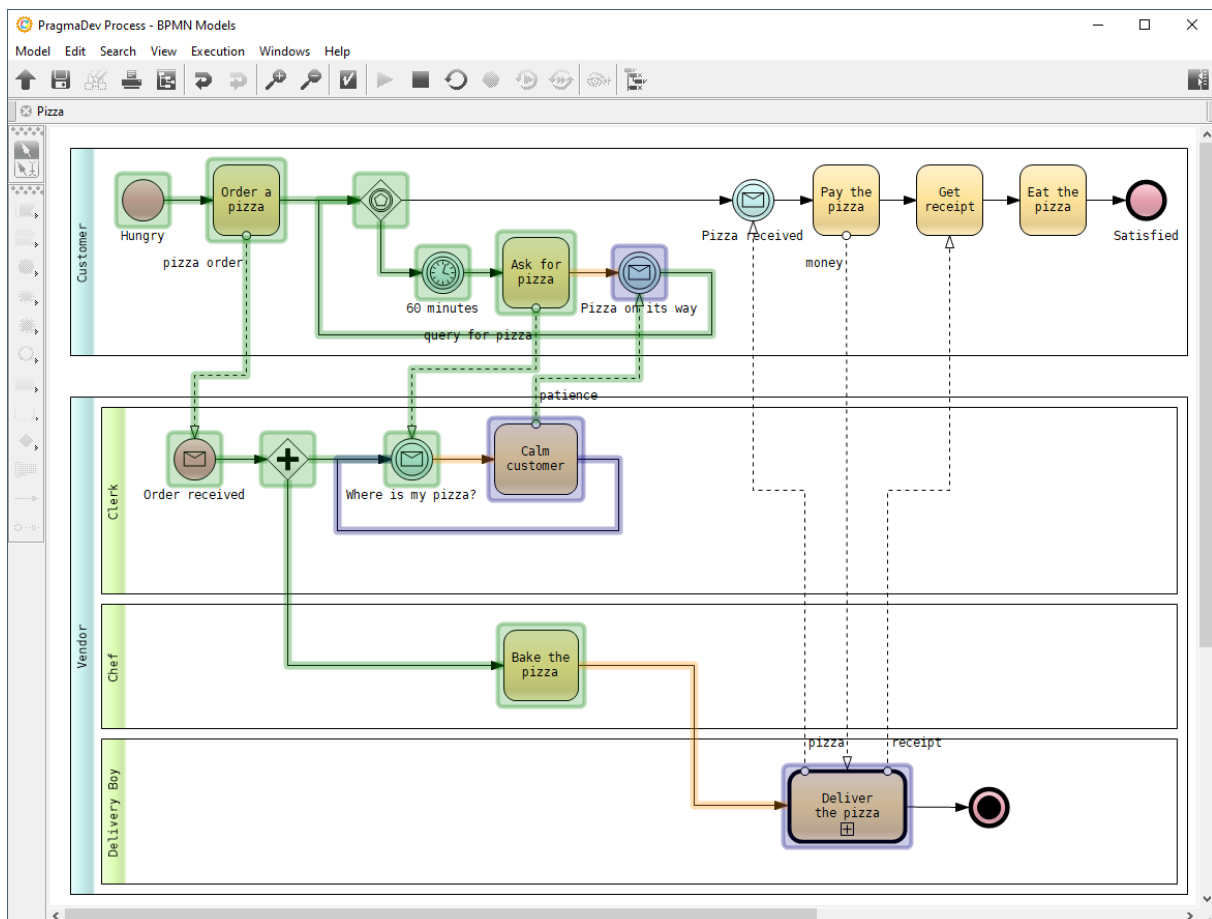 PragmaDev Process - BPMN Models
Model Edit Search View Execution Windows Help
Pizza
Customer
Hungry
Order a
pizza
pizza order
60 minutes
Ask for
pizza
query for pizza
Pizza on its way
Pizza received
Pay the
pizza
money
Get
receipt
Eat the
pizza
Satisfied
patience
Vendor
Clerk
Order received
Where is my pizza?
Calm
customer
Chef
Bake the
pizza
Delivery Boy
pizza
receipt
Deliver
the pizza